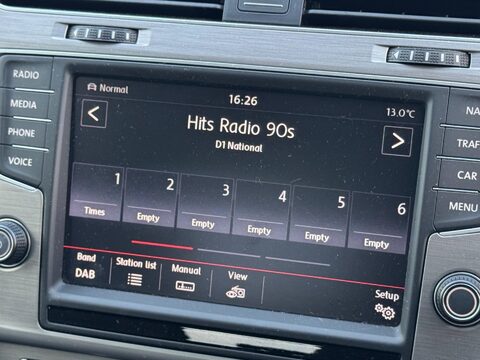 RADIO
MEDIA
PHONE
VOICE
Normal
16:26
13.0°C
Hits Radio 90s
D1 National
1
Times
2
Empty
3
Empty
4
Empty
5
Empty
6
Empty
Band
DAB
Station list
Manual
View
Setup
NA
TRAF
CAR
MENU